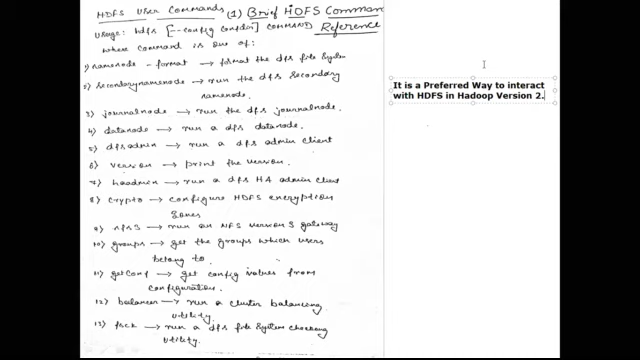 HDFS User Commands (1) Brief HDFS Command
Reference
Usage: hdfs [--config confdir] COMMAND
where command is one of:
1) namenode - format → format the dfs file system
2) secondarynamenode → run the dfs secondary
namenode.
3) journalnode → run the dfs journalnode.
4) datanode → run a dfs datanode.
5) dfsadmin → run a dfs admin client
6) version → print the version.
7) haadmin → run a dfs HA admin client
8) crypto → configure HDFS encryption
zones
9) nfs3 → run an NFS version 3 gateway
10) groups → get the groups which users
belong to.
11) getConf → get config values from
configuration.
12) balancer → run a cluster balancing
utility.
13) fsck → run a dfs file system checking
utility.
It is a Preferred Way to interact
with HDFS in Hadoop Version 2.